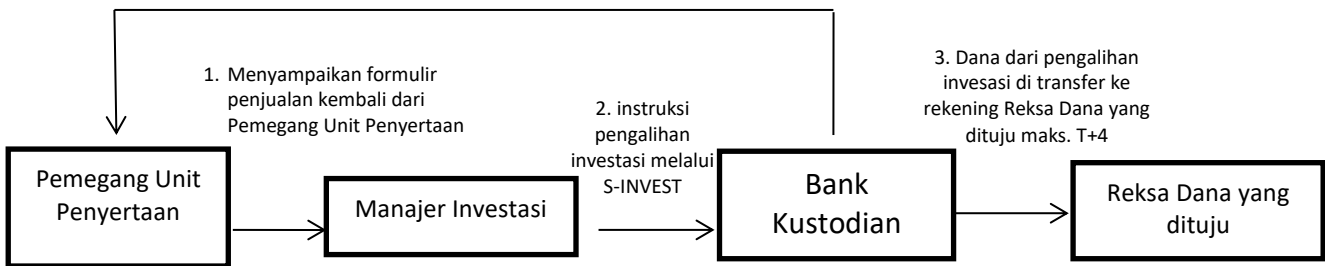 1. Menyampaikan formulir
penjualan kembali dari
Pemegang Unit Penyertaan
2. instruksi
pengalihan
investasi melalui
S-INVEST
3. Dana dari pengalihan
invesasi di transfer ke
rekening Reksa Dana yang
dituju maks. T+4
Pemegang Unit
Penyertaan
Manajer Investasi
Bank
Kustodian
Reksa Dana yang
dituju